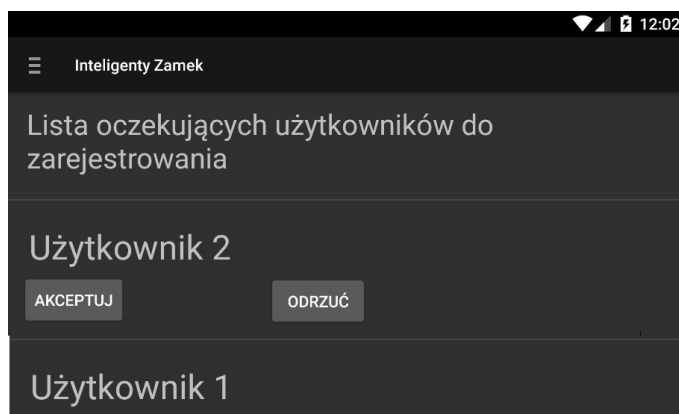 12:02
Inteligenty Zamek
Lista oczekujących użytkowników do
zarejestrowania
Użytkownik 2
AKCEPTUJ ODRZUĆ
Użytkownik 1